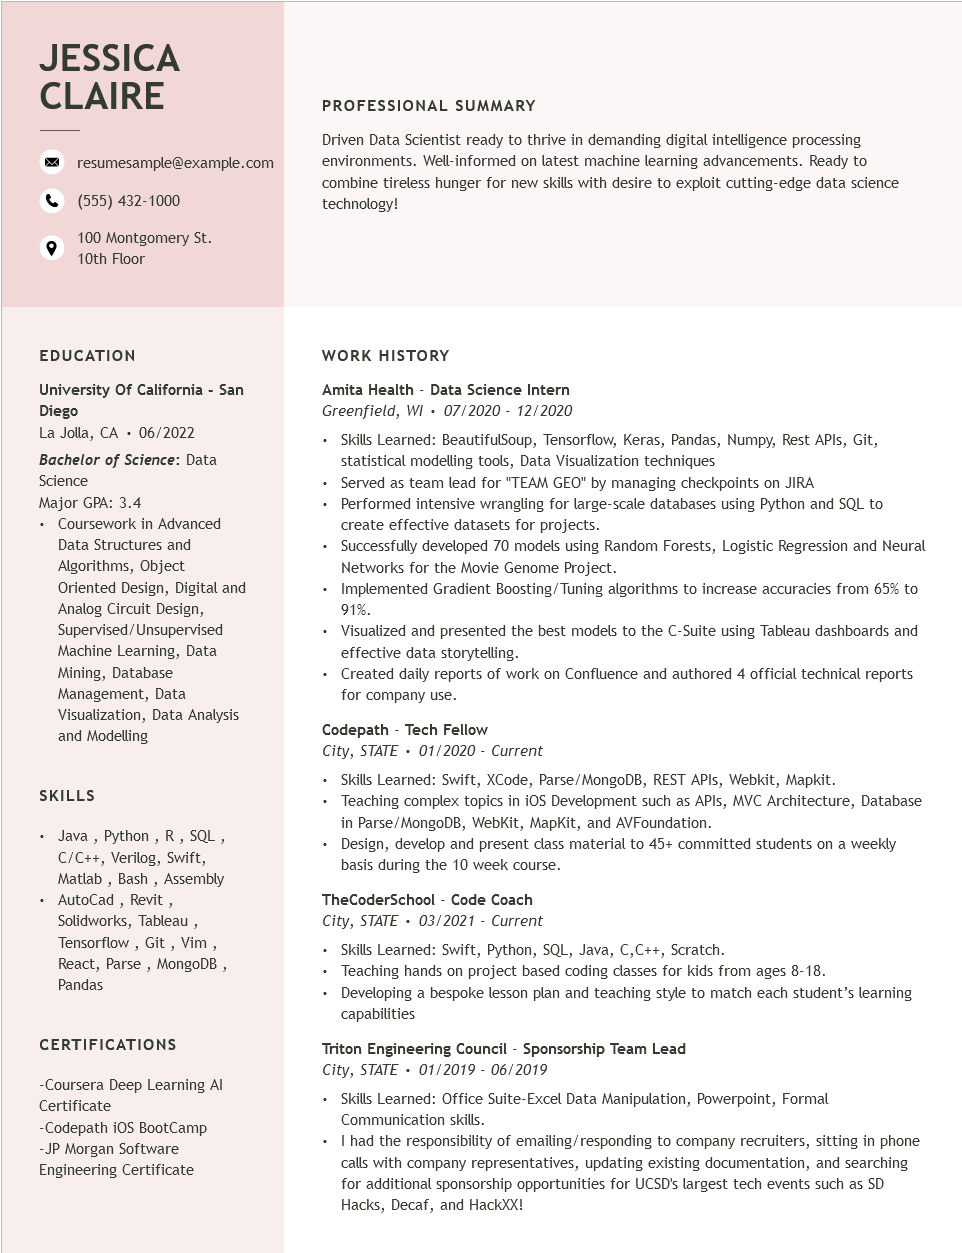 JESSICA
CLAIRE
resumesample@example.com
(555) 432-1000
100 Montgomery St.
10th Floor
PROFESSIONAL SUMMARY
Driven Data Scientist ready to thrive in demanding digital intelligence processing
environments. Well-informed on latest machine learning advancements. Ready to
combine tireless hunger for new skills with desire to exploit cutting-edge data science
technology!
EDUCATION
University Of California - San
Diego
La Jolla, CA • 06/2022
Bachelor of Science: Data
Science
Major GPA: 3.4
• Coursework in Advanced
Data Structures and
Algorithms, Object
Oriented Design, Digital and
Analog Circuit Design,
Supervised/Unsupervised
Machine Learning, Data
Mining, Database
Management, Data
Visualization, Data Analysis
and Modelling
SKILLS
• Java , Python , R , SQL ,
C/C++, Verilog, Swift,
Matlab , Bash , Assembly
• AutoCad , Revit ,
Solidworks, Tableau ,
Tensorflow , Git , Vim ,
React, Parse , MongoDB ,
Pandas
CERTIFICATIONS
-Coursera Deep Learning AI
Certificate
-Codepath iOS BootCamp
-JP Morgan Software
Engineering Certificate
WORK HISTORY
Amita Health - Data Science Intern
Greenfield, WI • 07/2020 - 12/2020
• Skills Learned: BeautifulSoup, Tensorflow, Keras, Pandas, Numpy, Rest APIs, Git,
statistical modelling tools, Data Visualization techniques
• Served as team lead for "TEAM GEO" by managing checkpoints on JIRA
• Performed intensive wrangling for large-scale databases using Python and SQL to
create effective datasets for projects.
• Successfully developed 70 models using Random Forests, Logistic Regression and Neural
Networks for the Movie Genome Project.
• Implemented Gradient Boosting/Tuning algorithms to increase accuracies from 65% to
91%.
• Visualized and presented the best models to the C-Suite using Tableau dashboards and
effective data storytelling.
• Created daily reports of work on Confluence and authored 4 official technical reports
for company use.
Codepath - Tech Fellow
City, STATE • 01/2020 - Current
• Skills Learned: Swift, XCode, Parse/MongoDB, REST APIs, Webkit, Mapkit.
• Teaching complex topics in iOS Development such as APIs, MVC Architecture, Database
in Parse/MongoDB, WebKit, MapKit, and AVFoundation.
• Design, develop and present class material to 45+ committed students on a weekly
basis during the 10 week course.
TheCoderSchool - Code Coach
City, STATE • 03/2021 - Current
• Skills Learned: Swift, Python, SQL, Java, C,C++, Scratch.
• Teaching hands on project based coding classes for kids from ages 8-18.
• Developing a bespoke lesson plan and teaching style to match each student’s learning
capabilities
Triton Engineering Council - Sponsorship Team Lead
City, STATE • 01/2019 - 06/2019
• Skills Learned: Office Suite-Excel Data Manipulation, Powerpoint, Formal
Communication skills.
• I had the responsibility of emailing/responding to company recruiters, sitting in phone
calls with company representatives, updating existing documentation, and searching
for additional sponsorship opportunities for UCSD's largest tech events such as SD
Hacks, Decaf, and HackXX!